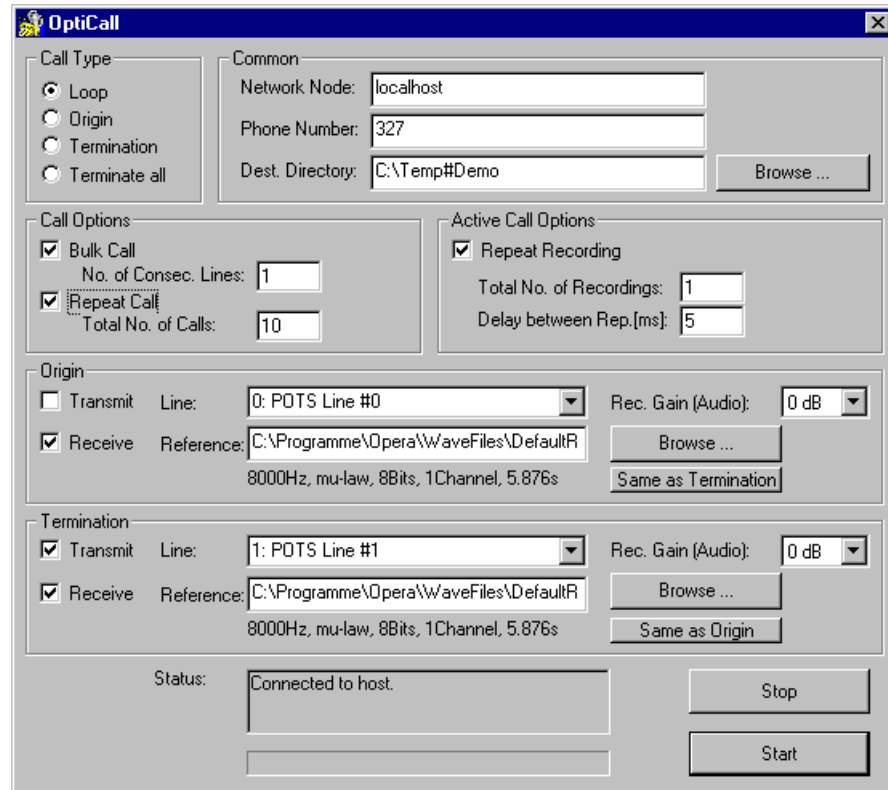 OptiCall
Call Type
Loop
Origin
Termination
Terminate all
Common
Network Node: localhost
Phone Number: 327
Dest. Directory: C:\Temp#Demo Browse ...
Call Options
Bulk Call
No. of Consec. Lines: 1
Repeat Call
Total No. of Calls: 10
Active Call Options
Repeat Recording
Total No. of Recordings: 1
Delay between Rep.[ms]: 5
Origin
Transmit Line: 0: POTS Line #0 Rec. Gain (Audio): 0 dB
Receive Reference: C:\Programme\Opera\WaveFiles\DefaultR Browse ...
8000Hz, mu-law, 8Bits, 1Channel, 5.876s Same as Termination
Termination
Transmit Line: 1: POTS Line #1 Rec. Gain (Audio): 0 dB
Receive Reference: C:\Programme\Opera\WaveFiles\DefaultR Browse ...
8000Hz, mu-law, 8Bits, 1Channel, 5.876s Same as Origin
Status: Connected to host. Stop
Start